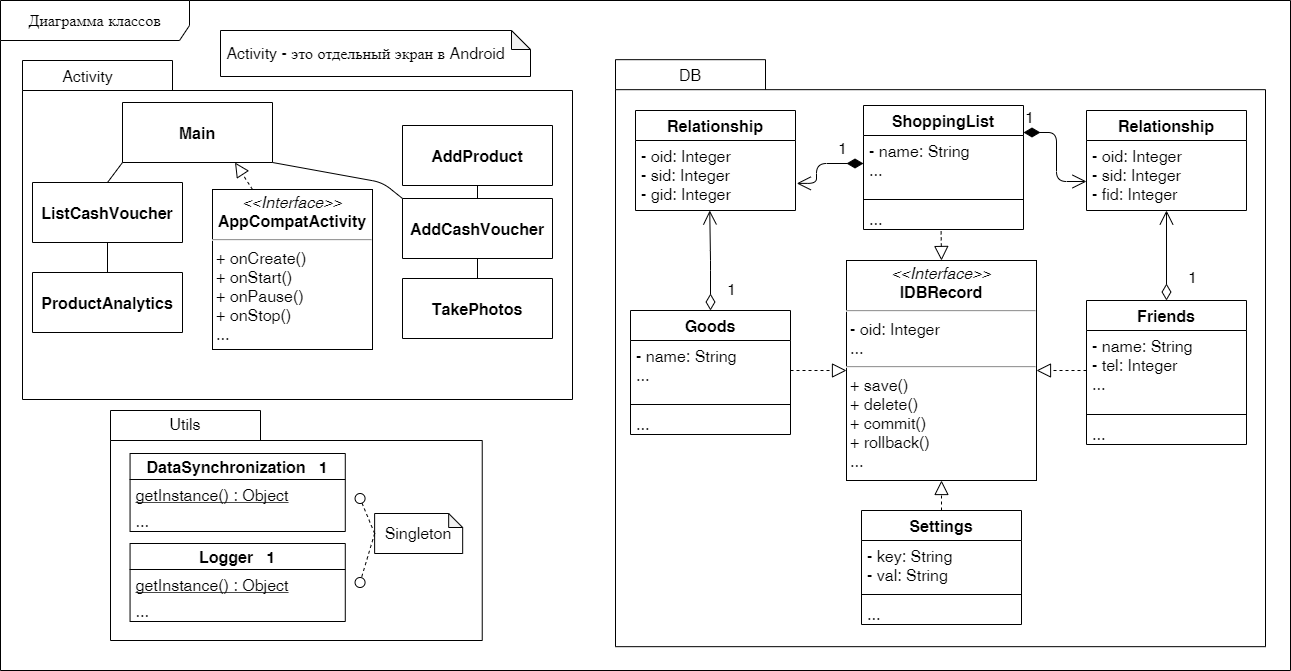 Диаграмма классов
Activity - это отдельный экран в Android
Activity
Main
ListCashVoucher
ProductAnalytics
<<Interface>>
AppCompatActivity
+ onCreate()
+ onStart()
+ onPause()
+ onStop()
...
AddProduct
AddCashVoucher
TakePhotos
Utils
DataSynchronization 1
getInstance() : Object
...
Logger 1
getInstance() : Object
...
Singleton
DB
Relationship
- oid: Integer
- sid: Integer
- gid: Integer
1
ShoppingList
- name: String
...
...
1
Relationship
- oid: Integer
- sid: Integer
- fid: Integer
1
Goods
- name: String
...
...
<<Interface>>
IDBRecord
- oid: Integer
...
+ save()
+ delete()
+ commit()
+ rollback()
...
1
Friends
- name: String
- tel: Integer
...
...
Settings
- key: String
- val: String
...